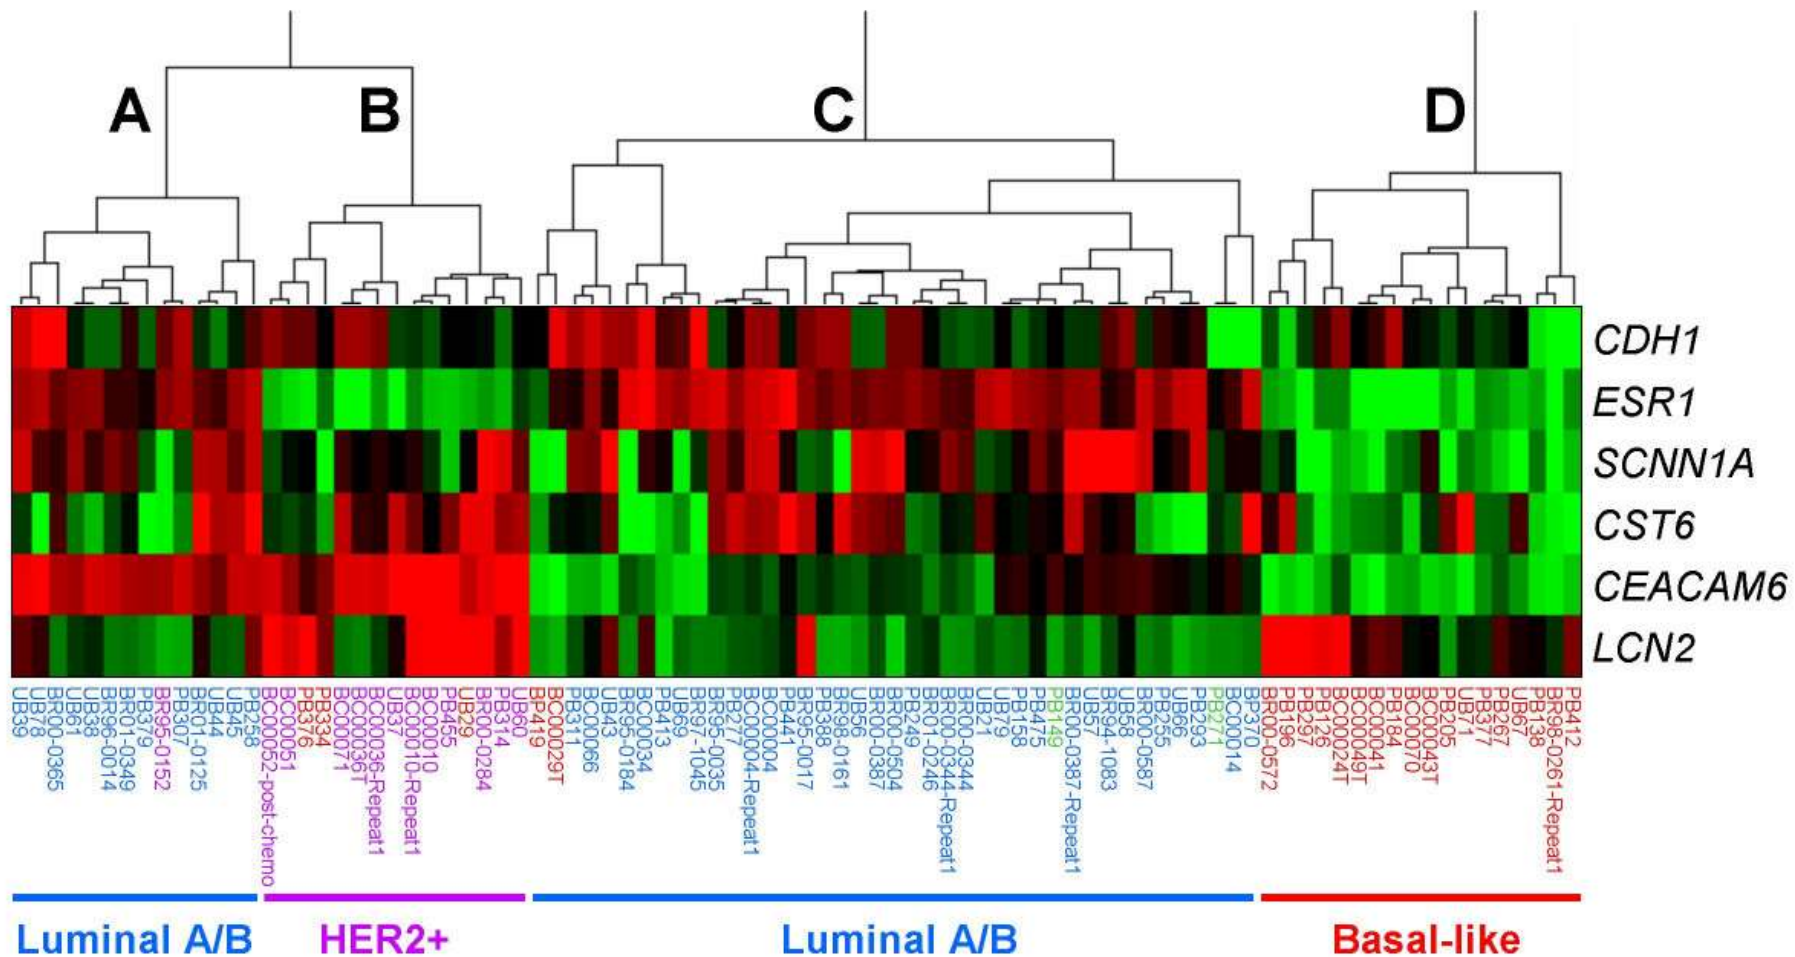 A B C D
CDH1
ESR1
SCNN1A
CST6
CEACAM6
LCN2
UB39
UB78
BR00-0365
UB61
UB38
BR96-0014
BR01-0349
PB379
BR95-0152
PB307
BR01-0125
UB44
UB45
PB258
BC00052-post-chemo
BC00051
PB376
PB334
BC00071
BC00036T
BC00036-Repeat1
UB37
BC00010-Repeat1
BC00010
PB455
UB29
BR00-0284
PB314
UB60
BP419
BC00029T
PB311
BC00066
UB43
BR95-0184
BC00034
PB413
UB69
BR97-1045
BR95-0035
PB277
BC00004-Repeat1
BC00004
PB441
BR95-0017
PB388
BR98-0161
UB56
BR00-0387
BR00-0504
PB249
BR01-0246
BR00-0344-Repeat1
BR00-0344
UB21
UB79
PB158
PB475
PB149
BR00-0387-Repeat1
UB57
BR94-1083
UB58
BR00-0587
PB255
UB66
PB293
PB271
BC00014
BP370
BR00-0572
PB196
PB297
PB126
BC00024T
BC00049T
BC00041
PB184
BC00070
BC00043T
PB205
UB71
PB377
PB267
UB67
PB138
BR98-0261-Repeat1
PB412
Luminal A/B HER2+ Luminal A/B Basal-like